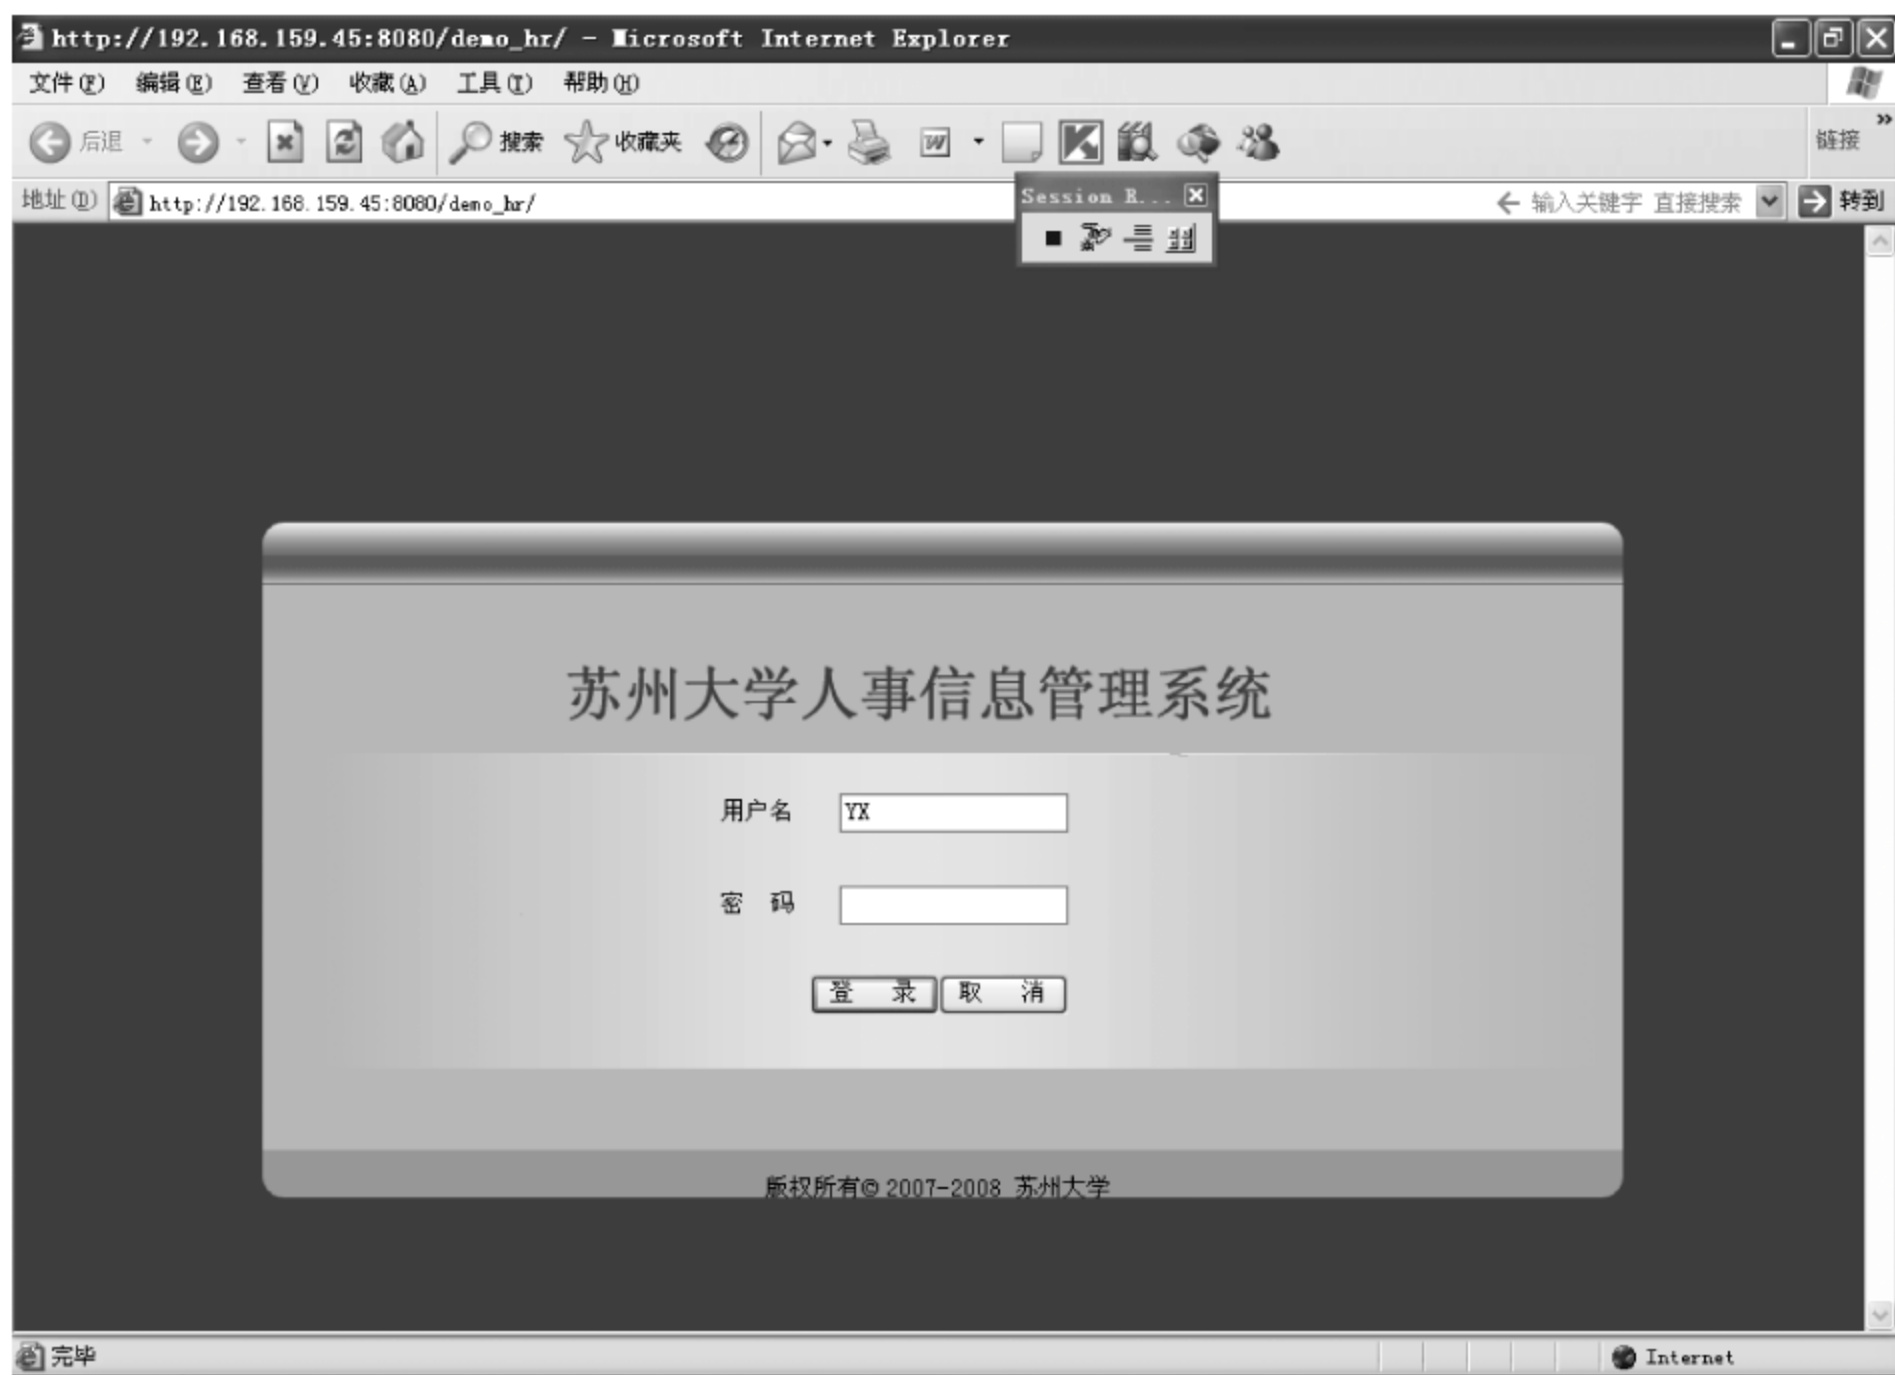 http://192.168.159.45:8080/demo_hr/ - Microsoft Internet Explorer
文件(F) 编辑(E) 查看(V) 收藏(A) 工具(T) 帮助(H)
后退 搜索 收藏夹 链接 »
地址(D) http://192.168.159.45:8080/demo_hr/ 输入关键字 直接搜索 转到
Session R...
苏州大学人事信息管理系统
用户名 YX
密 码
登 录 取 消
版权所有© 2007-2008 苏州大学
完毕 Internet